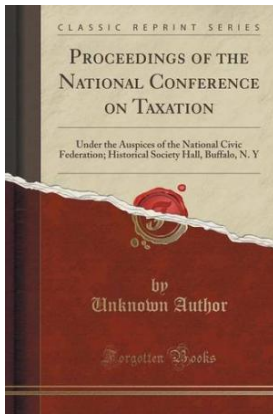 CLASSIC REPRINT SERIES
PROCEEDINGS OF THE
NATIONAL CONFERENCE
ON TAXATION
Under the Auspices of the National Civic
Federation; Historical Society Hall, Buffalo, N. Y
by
Unknown Author
Forgotten Books